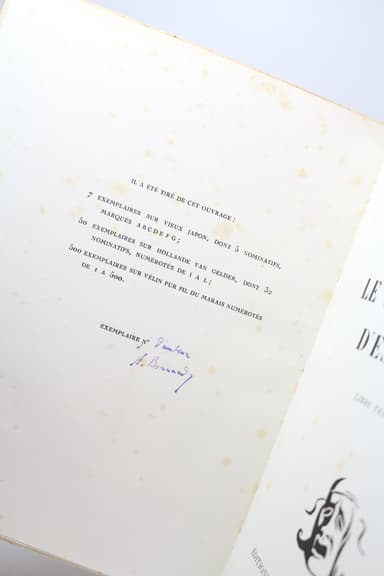 IL A ÉTÉ TIRÉ DE CET OUVRAGE :
7 EXEMPLAIRES SUR VIEUX JAPON, DONT 5 NOMINATIFS,
MARQUÉS A B C D E F G ;
50 EXEMPLAIRES SUR HOLLANDE VAN GELDER, DONT 32
NOMINATIFS, NUMÉROTÉS DE I A L ;
500 EXEMPLAIRES SUR VÉLIN PUR FIL DU MARAIS NUMÉROTÉS
DE 1 A 500.
EXEMPLAIRE N° d'auteur
A. Bonnard
LE
D'E